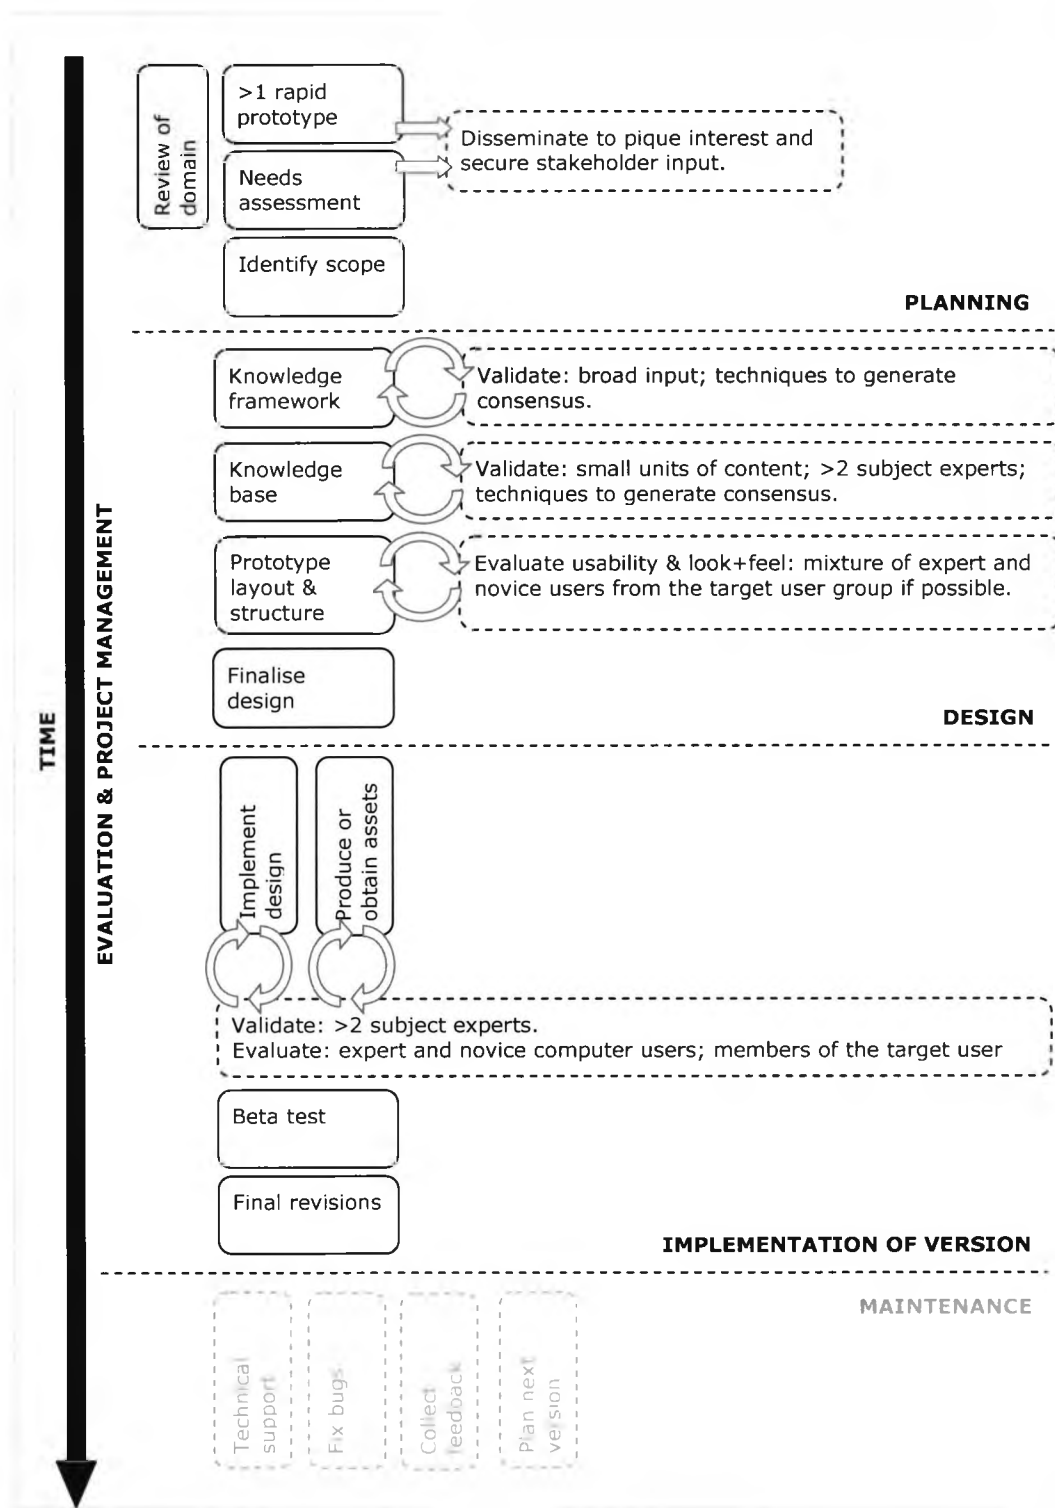 TIME
EVALUATION & PROJECT MANAGEMENT
Review of
domain
>1 rapid
prototype
Needs
assessment
Disseminate to pique interest and
secure stakeholder input.
Identify scope
PLANNING
Knowledge
framework
Validate: broad input; techniques to generate
consensus.
Knowledge
base
Validate: small units of content; >2 subject experts;
techniques to generate consensus.
Prototype
layout &
structure
Evaluate usability & look+feel: mixture of expert and
novice users from the target user group if possible.
Finalise
design
DESIGN
Implement
design
Produce or
obtain assets
Validate: >2 subject experts.
Evaluate: expert and novice computer users; members of the target user
Beta test
Final revisions
IMPLEMENTATION OF VERSION
MAINTENANCE
Technical
support
Fix bugs
Collect
feedback
Plan next
version